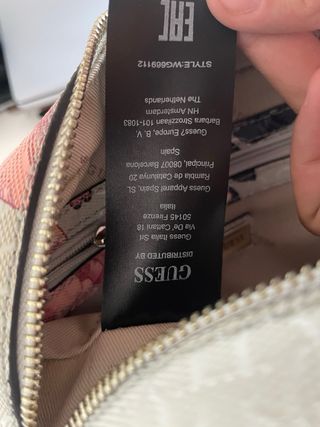 GUESS
DISTRIBUTED BY
Guess Italia Srl
Via Do' Cattani 18
50145 Firenze
Italia
Guess Apparel Spain, SL
Rambla de Catalunya 20
Principal, 08007 Barcelona
Spain
Guess? Europe, B. V.
Barbara Strozzilaan 101-1083
HN Amsterdam
The Netherlands
STYLE:WG669112
EAC